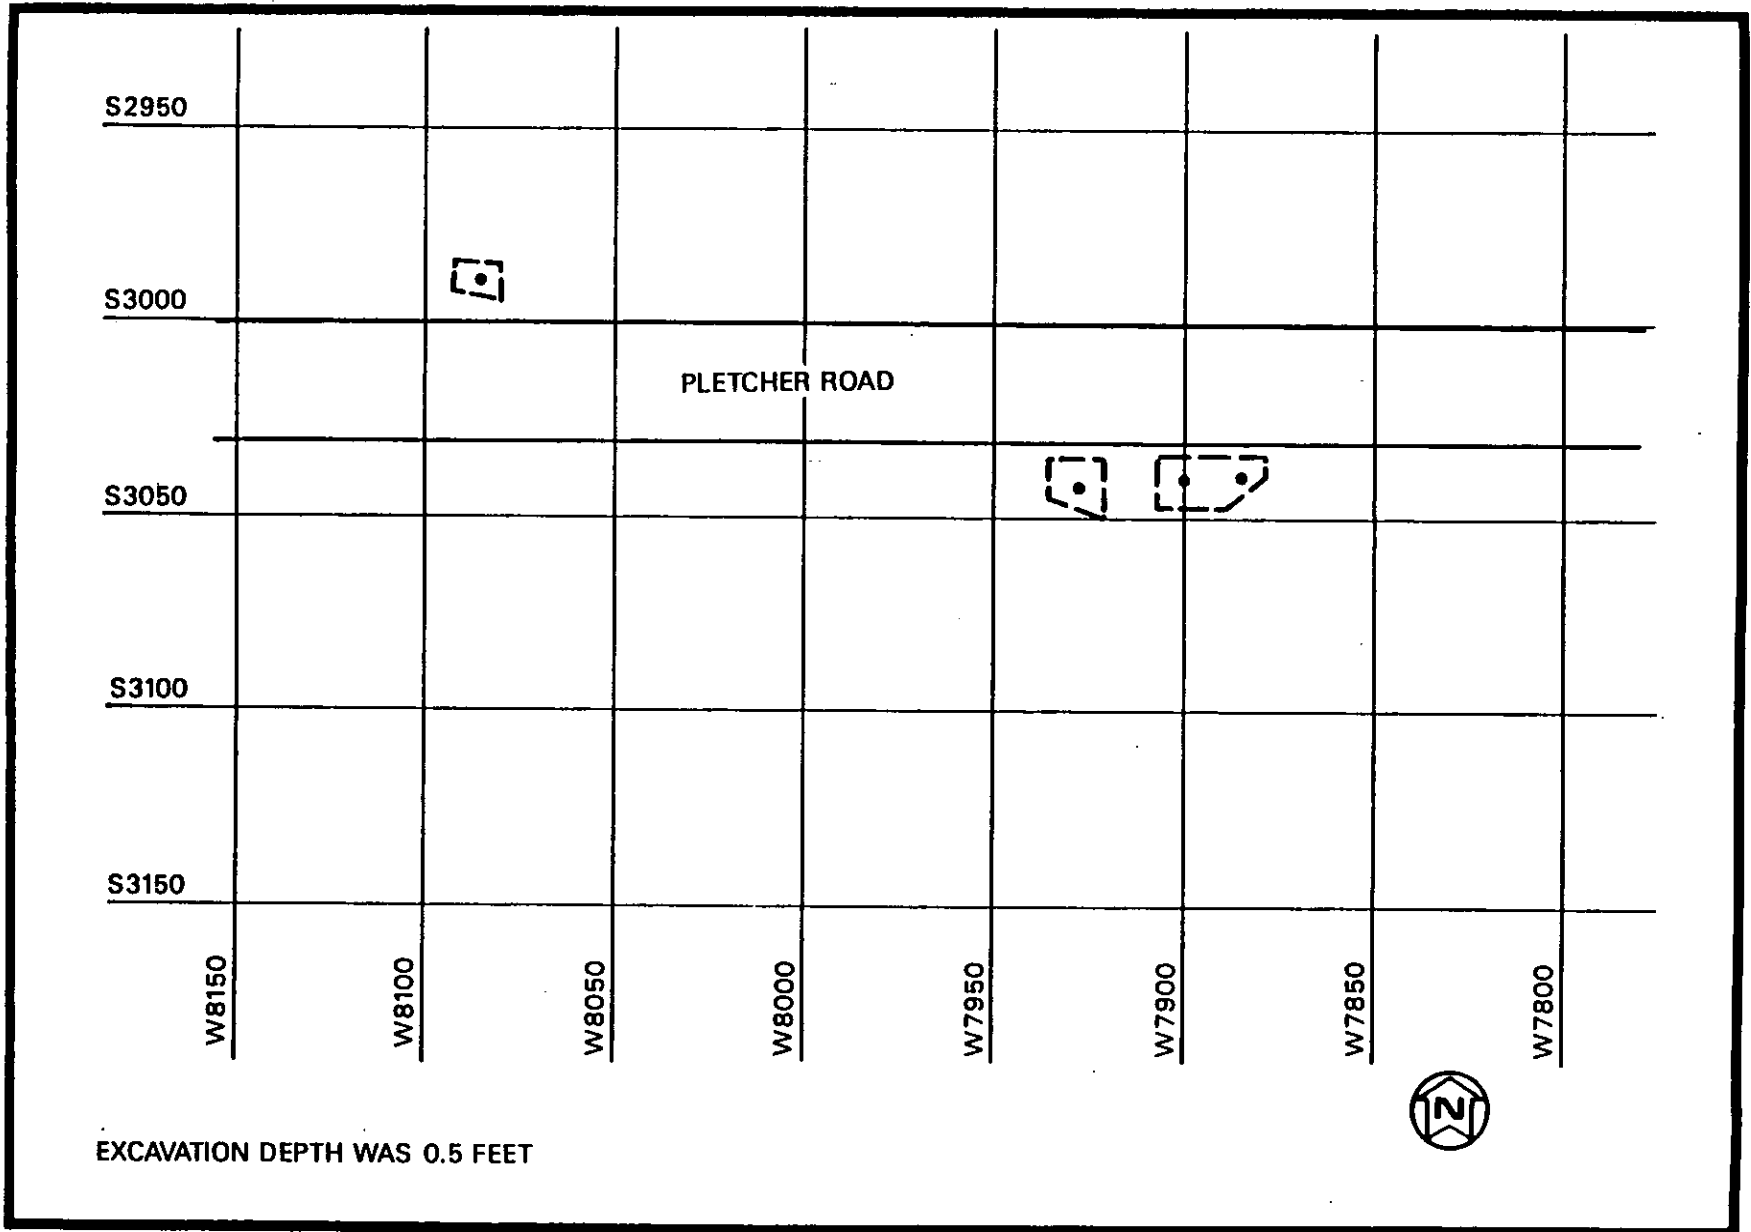 S2950
S3000
PLETCHER ROAD
S3050
S3100
S3150
W8150
W8100
W8050
W8000
W7950
W7900
W7850
W7800
N
EXCAVATION DEPTH WAS 0.5 FEET